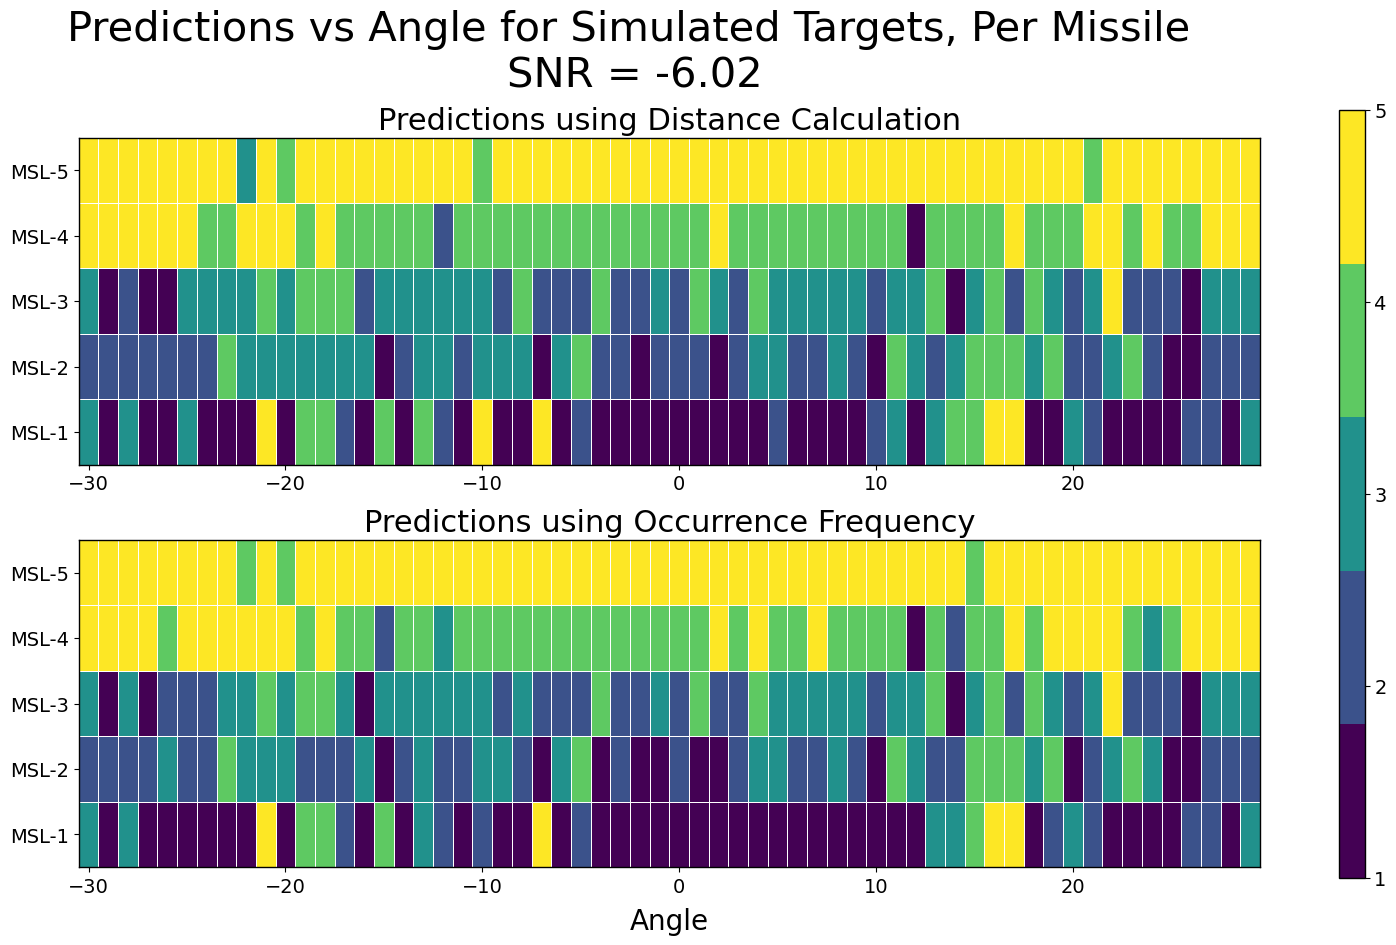 Predictions vs Angle for Simulated Targets, Per Missile
SNR = -6.02
Predictions using Distance Calculation
MSL-5
MSL-4
MSL-3
MSL-2
MSL-1
−30 −20 −10 0 10 20
Predictions using Occurrence Frequency
MSL-5
MSL-4
MSL-3
MSL-2
MSL-1
−30 −20 −10 0 10 20
Angle
5
4
3
2
1